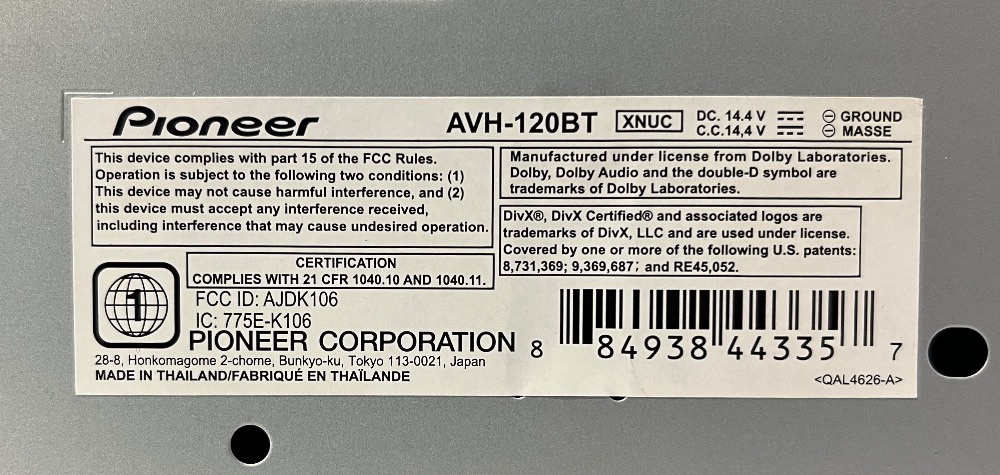 Pioneer AVH-120BT XNUC DC. 14.4 V ⎓ ⊖ GROUND
C.C.14,4 V ⎓ ⊖ MASSE
This device complies with part 15 of the FCC Rules.
Operation is subject to the following two conditions: (1)
This device may not cause harmful interference, and (2)
this device must accept any interference received,
including interference that may cause undesired operation.
Manufactured under license from Dolby Laboratories.
Dolby, Dolby Audio and the double-D symbol are
trademarks of Dolby Laboratories.
DivX®, DivX Certified® and associated logos are
trademarks of DivX, LLC and are used under license.
Covered by one or more of the following U.S. patents:
8,731,369; 9,369,687; and RE45,052.
CERTIFICATION
COMPLIES WITH 21 CFR 1040.10 AND 1040.11.
1
FCC ID: AJDK106
IC: 775E-K106
PIONEER CORPORATION
28-8, Honkomagome 2-chome, Bunkyo-ku, Tokyo 113-0021, Japan
MADE IN THAILAND/FABRIQUÉ EN THAÏLANDE
8 84938 44335 7
<QAL4626-A>